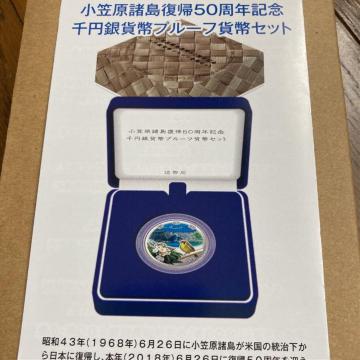 小笠原諸島復帰50周年記念
千円銀貨幣プルーフ貨幣セット
小笠原諸島復帰50周年記念
千円銀貨幣プルーフ貨幣セット
造幣局
昭和43年(1968年)6月26日に小笠原諸島が米国の統治下か
ら日本に復帰し、本年(2018年)6月26日に復帰50周年を迎え